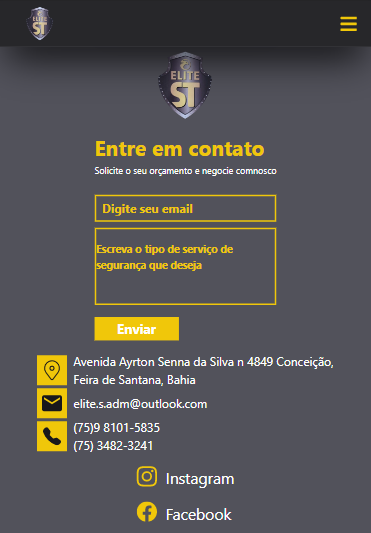 ST
ELITE
ST
Entre em contato
Solicite o seu orçamento e negocie comnosco
Digite seu email
Escreva o tipo de serviço de
segurança que deseja
Enviar
Avenida Ayrton Senna da Silva n 4849 Conceição,
Feira de Santana, Bahia
elite.s.adm@outlook.com
(75)9 8101-5835
(75) 3482-3241
Instagram
Facebook